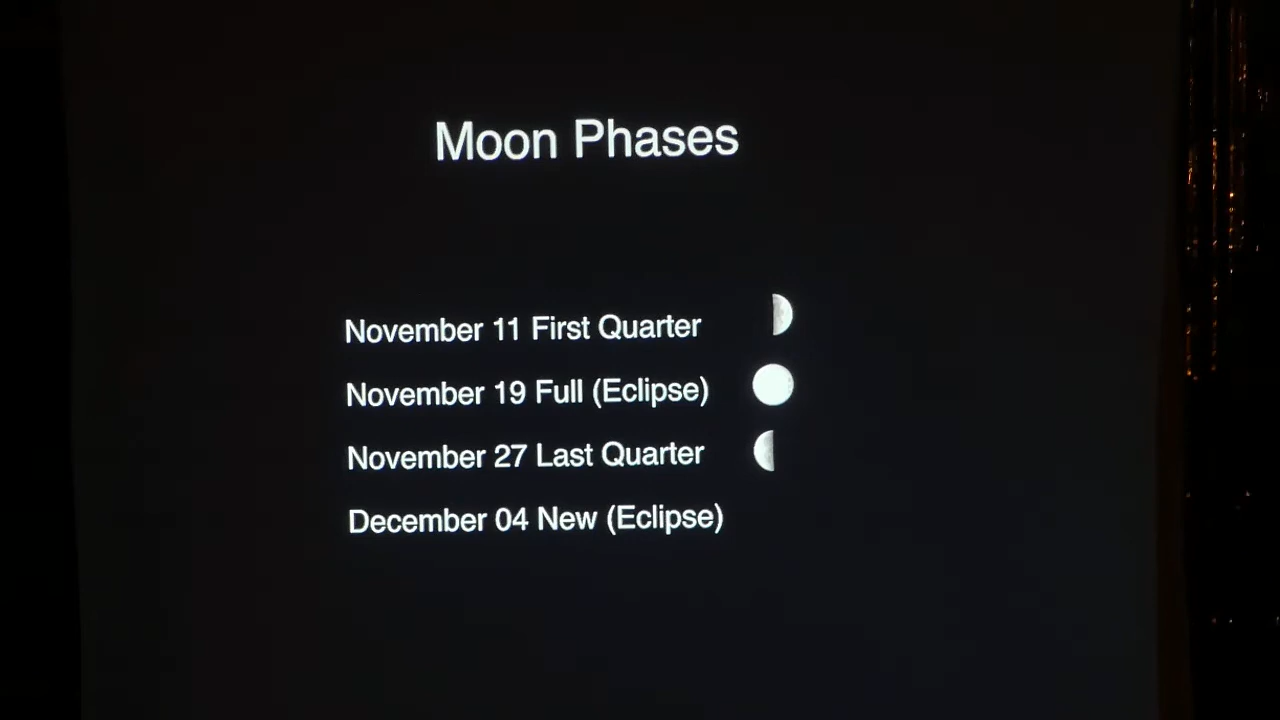 Moon Phases
November 11 First Quarter
November 19 Full (Eclipse)
November 27 Last Quarter
December 04 New (Eclipse)